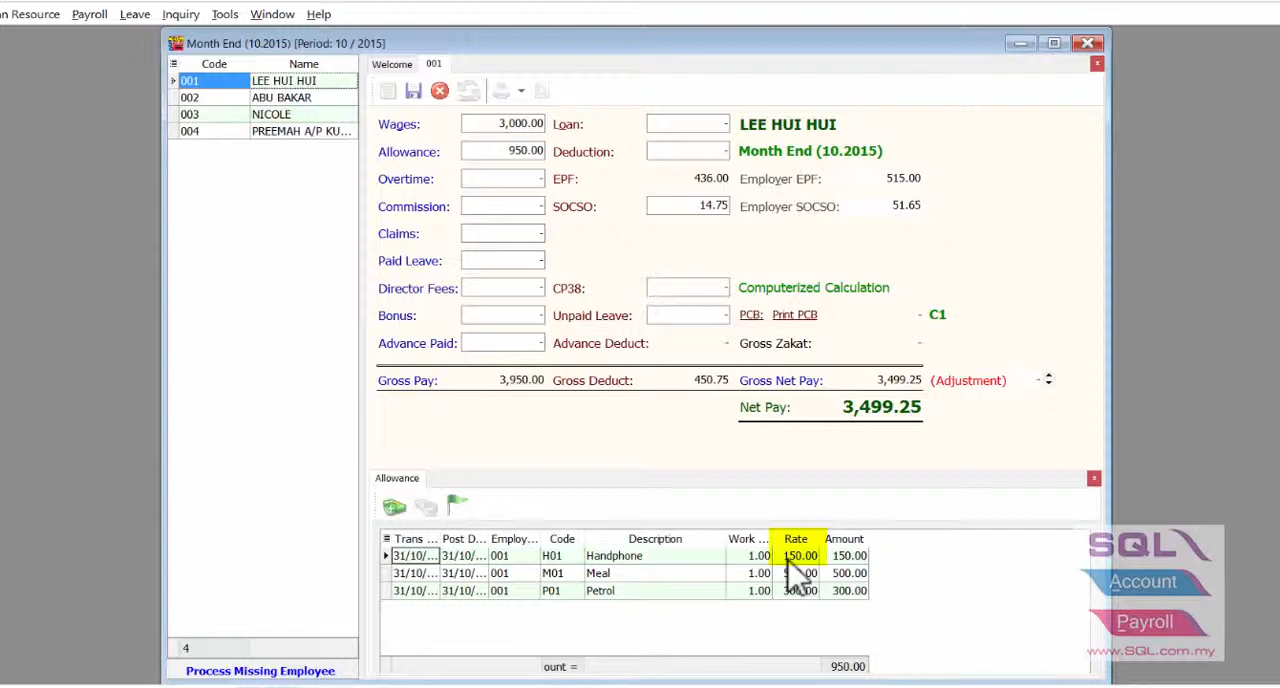 n Resource Payroll Leave Inquiry Tools Window Help
Month End (10.2015) [Period: 10 / 2015]
Code Name
001 LEE HUI HUI
002 ABU BAKAR
003 NICOLE
004 PREEMAH A/P KU...
4
Process Missing Employee
Welcome 001
Wages: 3,000.00 Loan: - LEE HUI HUI
Allowance: 950.00 Deduction: - Month End (10.2015)
Overtime: - EPF: 436.00 Employer EPF: 515.00
Commission: - SOCSO: 14.75 Employer SOCSO: 51.65
Claims: -
Paid Leave: -
Director Fees: - CP38: - Computerized Calculation
Bonus: - Unpaid Leave: - PCB: Print PCB - C1
Advance Paid: - Advance Deduct: - Gross Zakat: -
Gross Pay: 3,950.00 Gross Deduct: 450.75 Gross Net Pay: 3,499.25 (Adjustment) -
Net Pay: 3,499.25
Allowance
Trans ... Post D... Employ... Code Description Work ... Rate Amount
31/10/... 31/10/... 001 H01 Handphone 1.00 150.00 150.00
31/10/... 31/10/... 001 M01 Meal 1.00 500.00
31/10/... 31/10/... 001 P01 Petrol 1.00 300.00 300.00
ount = 950.00
SQL
Account
Payroll
www.SQL.com.my